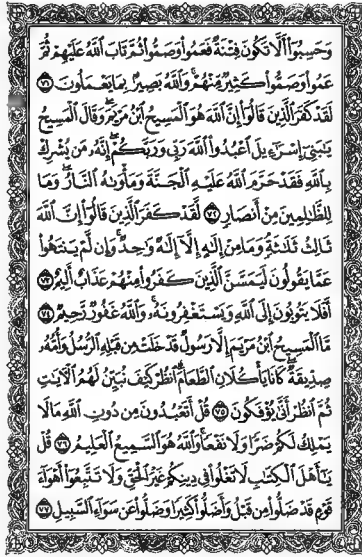 وَحَسِبُوٓا۟ أَلَّا تَكُونَ فِتْنَةٌ فَعَمُوا۟ وَصَمُّوا۟ ثُمَّ تَابَ ٱللَّهُ عَلَيْهِمْ ثُمَّ
عَمُوا۟ وَصَمُّوا۟ كَثِيرٌ مِّنْهُمْ ۚ وَٱللَّهُ بَصِيرٌۢ بِمَا يَعْمَلُونَ ٧١
لَقَدْ كَفَرَ ٱلَّذِينَ قَالُوٓا۟ إِنَّ ٱللَّهَ هُوَ ٱلْمَسِيحُ ٱبْنُ مَرْيَمَ ۖ وَقَالَ ٱلْمَسِيحُ
يَٰبَنِىٓ إِسْرَٰٓءِيلَ ٱعْبُدُوا۟ ٱللَّهَ رَبِّى وَرَبَّكُمْ ۖ إِنَّهُۥ مَن يُشْرِكْ
بِٱللَّهِ فَقَدْ حَرَّمَ ٱللَّهُ عَلَيْهِ ٱلْجَنَّةَ وَمَأْوَىٰهُ ٱلنَّارُ ۖ وَمَا
لِلظَّٰلِمِينَ مِنْ أَنصَارٍ ٧٢ لَّقَدْ كَفَرَ ٱلَّذِينَ قَالُوٓا۟ إِنَّ ٱللَّهَ
ثَالِثُ ثَلَٰثَةٍ ۘ وَمَا مِنْ إِلَٰهٍ إِلَّآ إِلَٰهٌ وَٰحِدٌ ۚ وَإِن لَّمْ يَنتَهُوا۟
عَمَّا يَقُولُونَ لَيَمَسَّنَّ ٱلَّذِينَ كَفَرُوا۟ مِنْهُمْ عَذَابٌ أَلِيمٌ ٧٣
أَفَلَا يَتُوبُونَ إِلَى ٱللَّهِ وَيَسْتَغْفِرُونَهُۥ ۚ وَٱللَّهُ غَفُورٌ رَّحِيمٌ ٧٤
مَّا ٱلْمَسِيحُ ٱبْنُ مَرْيَمَ إِلَّا رَسُولٌ قَدْ خَلَتْ مِن قَبْلِهِ ٱلرُّسُلُ وَأُمُّهُۥ
صِدِّيقَةٌ ۖ كَانَا يَأْكُلَانِ ٱلطَّعَامَ ۗ ٱنظُرْ كَيْفَ نُبَيِّنُ لَهُمُ ٱلْءَايَٰتِ
ثُمَّ ٱنظُرْ أَنَّىٰ يُؤْفَكُونَ ٧٥ قُلْ أَتَعْبُدُونَ مِن دُونِ ٱللَّهِ مَا لَا
يَمْلِكُ لَكُمْ ضَرًّا وَلَا نَفْعًا ۚ وَٱللَّهُ هُوَ ٱلسَّمِيعُ ٱلْعَلِيمُ ٧٦ قُلْ
يَٰٓأَهْلَ ٱلْكِتَٰبِ لَا تَغْلُوا۟ فِى دِينِكُمْ غَيْرَ ٱلْحَقِّ وَلَا تَتَّبِعُوٓا۟ أَهْوَآءَ
قَوْمٍ قَدْ ضَلُّوا۟ مِن قَبْلُ وَأَضَلُّوا۟ كَثِيرًا وَضَلُّوا۟ عَن سَوَآءِ ٱلسَّبِيلِ ٧٧